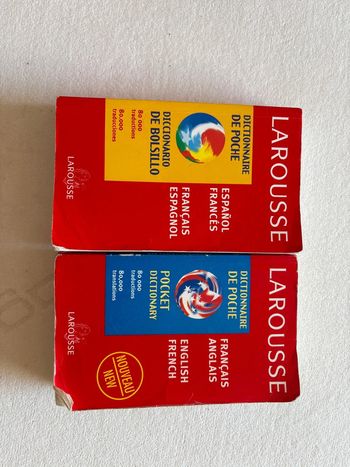 LAROUSSE
DICTIONNAIRE
DE POCHE
ESPAÑOL
FRANCÉS
FRANÇAIS
ESPAGNOL
DICCIONARIO
DE BOLSILLO
80 000
traductions
80.000
traducciones
LAROUSSE
LAROUSSE
DICTIONNAIRE
DE POCHE
FRANÇAIS
ANGLAIS
ENGLISH
FRENCH
POCKET
DICTIONARY
80 000
traductions
80,000
translations
NOUVEAU
NEW
LAROUSSE